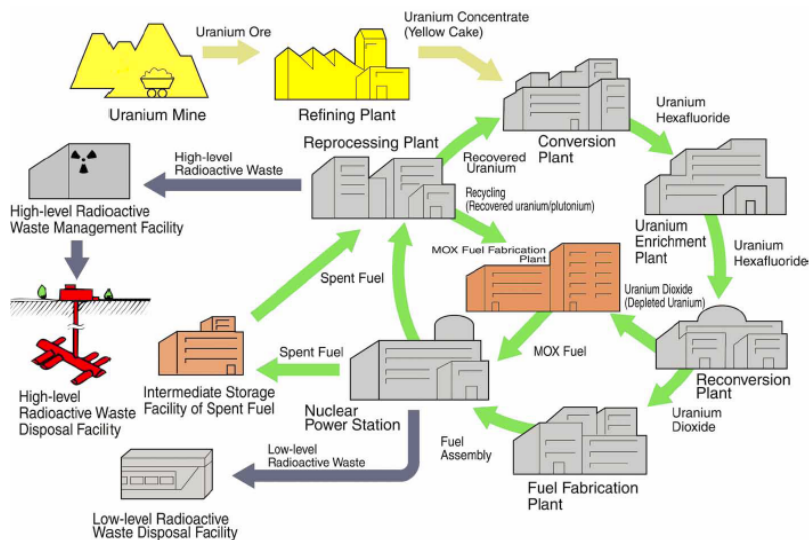 Uranium Ore
Uranium Concentrate
(Yellow Cake)
Uranium Mine
Refining Plant
Uranium
Hexafluoride
Conversion
Plant
Reprocessing Plant
High-level
Radioactive Waste
Recovered
Uranium
Recycling
(Recovered uranium/plutonium)
High-level Radioactive
Waste Management Facility
Uranium
Enrichment
Plant
Uranium
Hexafluoride
MOX Fuel Fabrication
Plant
Spent Fuel
Uranium Dioxide
(Depleted Uranium)
Spent Fuel
MOX Fuel
Reconversion
Plant
High-level
Radioactive Waste
Disposal Facility
Intermediate Storage
Facility of Spent Fuel
Nuclear
Power Station
Uranium
Dioxide
Fuel
Assembly
Low-level
Radioactive Waste
Fuel Fabrication
Plant
Low-level Radioactive
Waste Disposal Facility